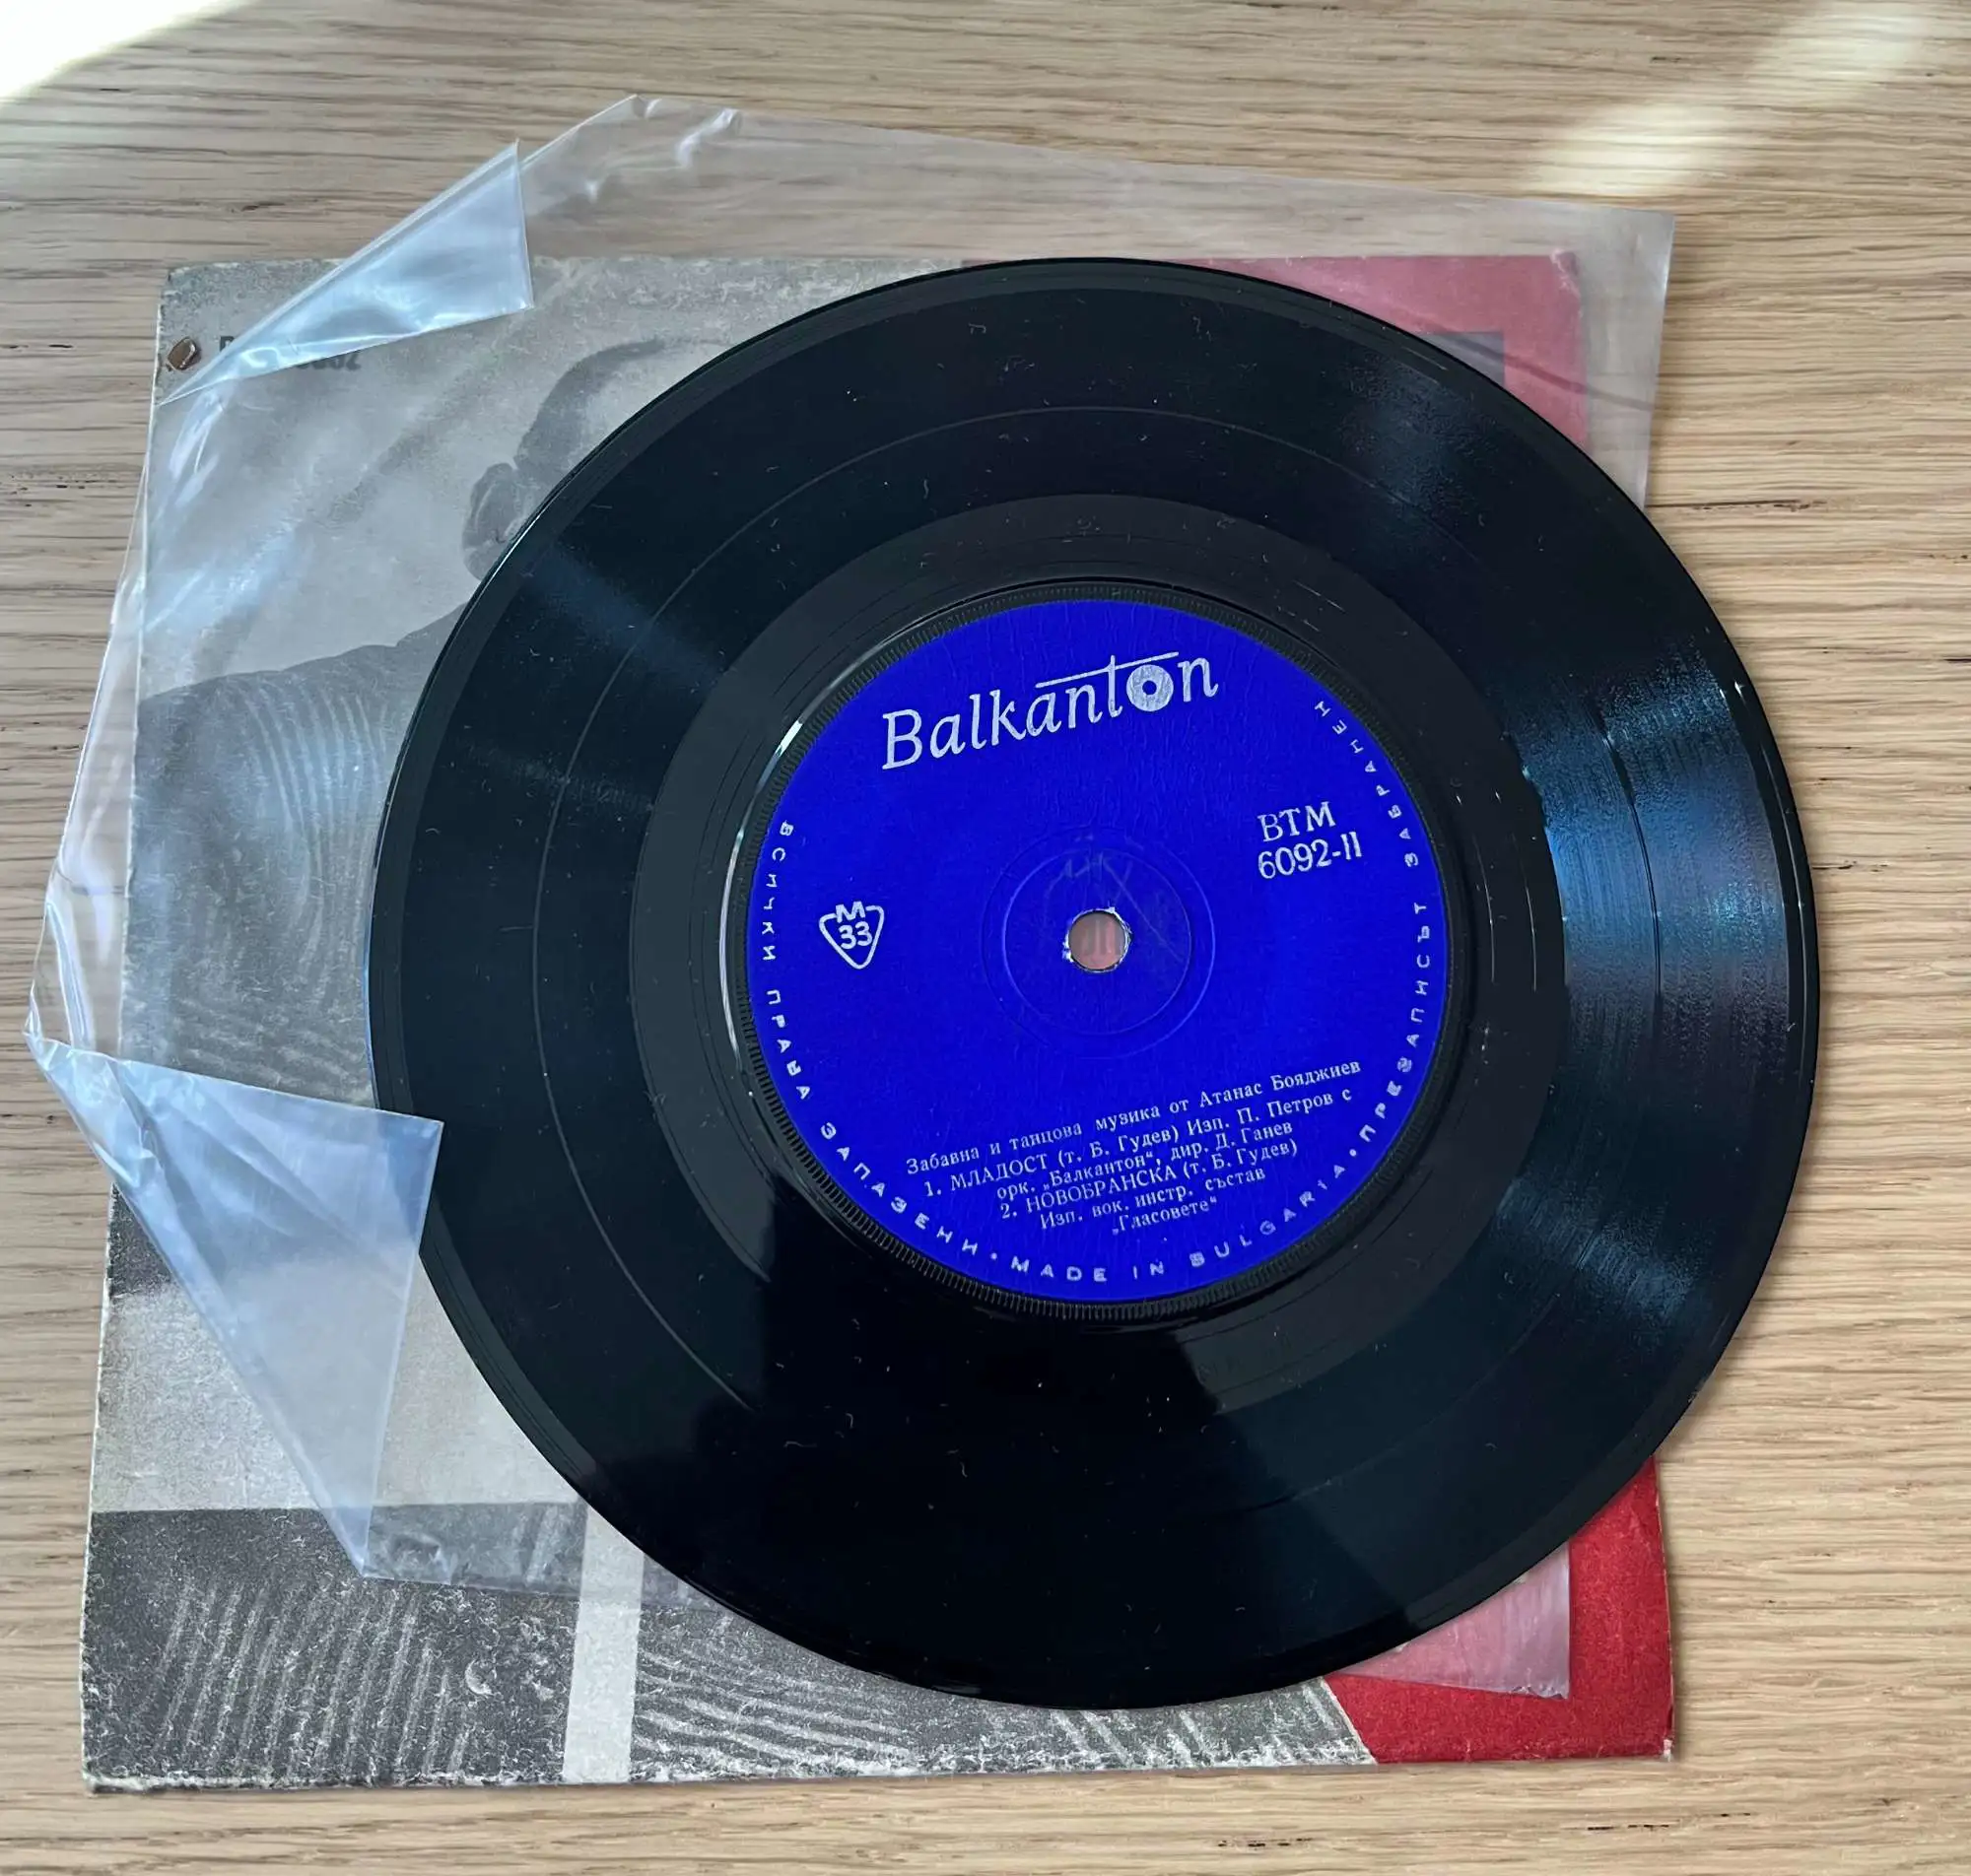 Balkanton
ВТМ
6092-II
М
33
Забавна и танцова музика от Атанас Бояджиев
1. МЛАДОСТ (т. Б. Гудев) Изп. П. Петров с
орк. „Балкантон“, дир. Д. Ганев
2. НОВОБРАНСКА (т. Б. Гудев)
Изп. вок. инстр. състав
„Гласовете“
ВСИЧКИ ПРАВА ЗАПАЗЕНИ • MADE IN BULGARIA • ПРЕЗАПИСЪТ ЗАБРАНЕН